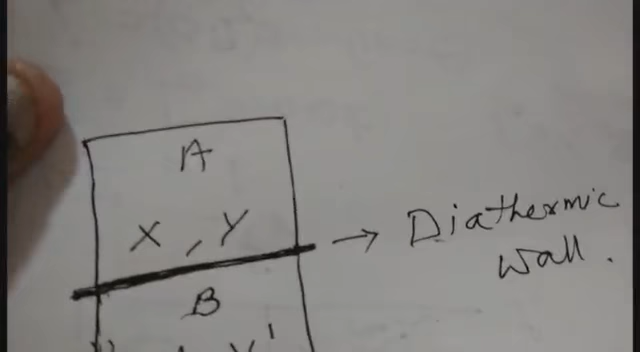 A
X, Y
→ Diathermic
wall.
B
Y'